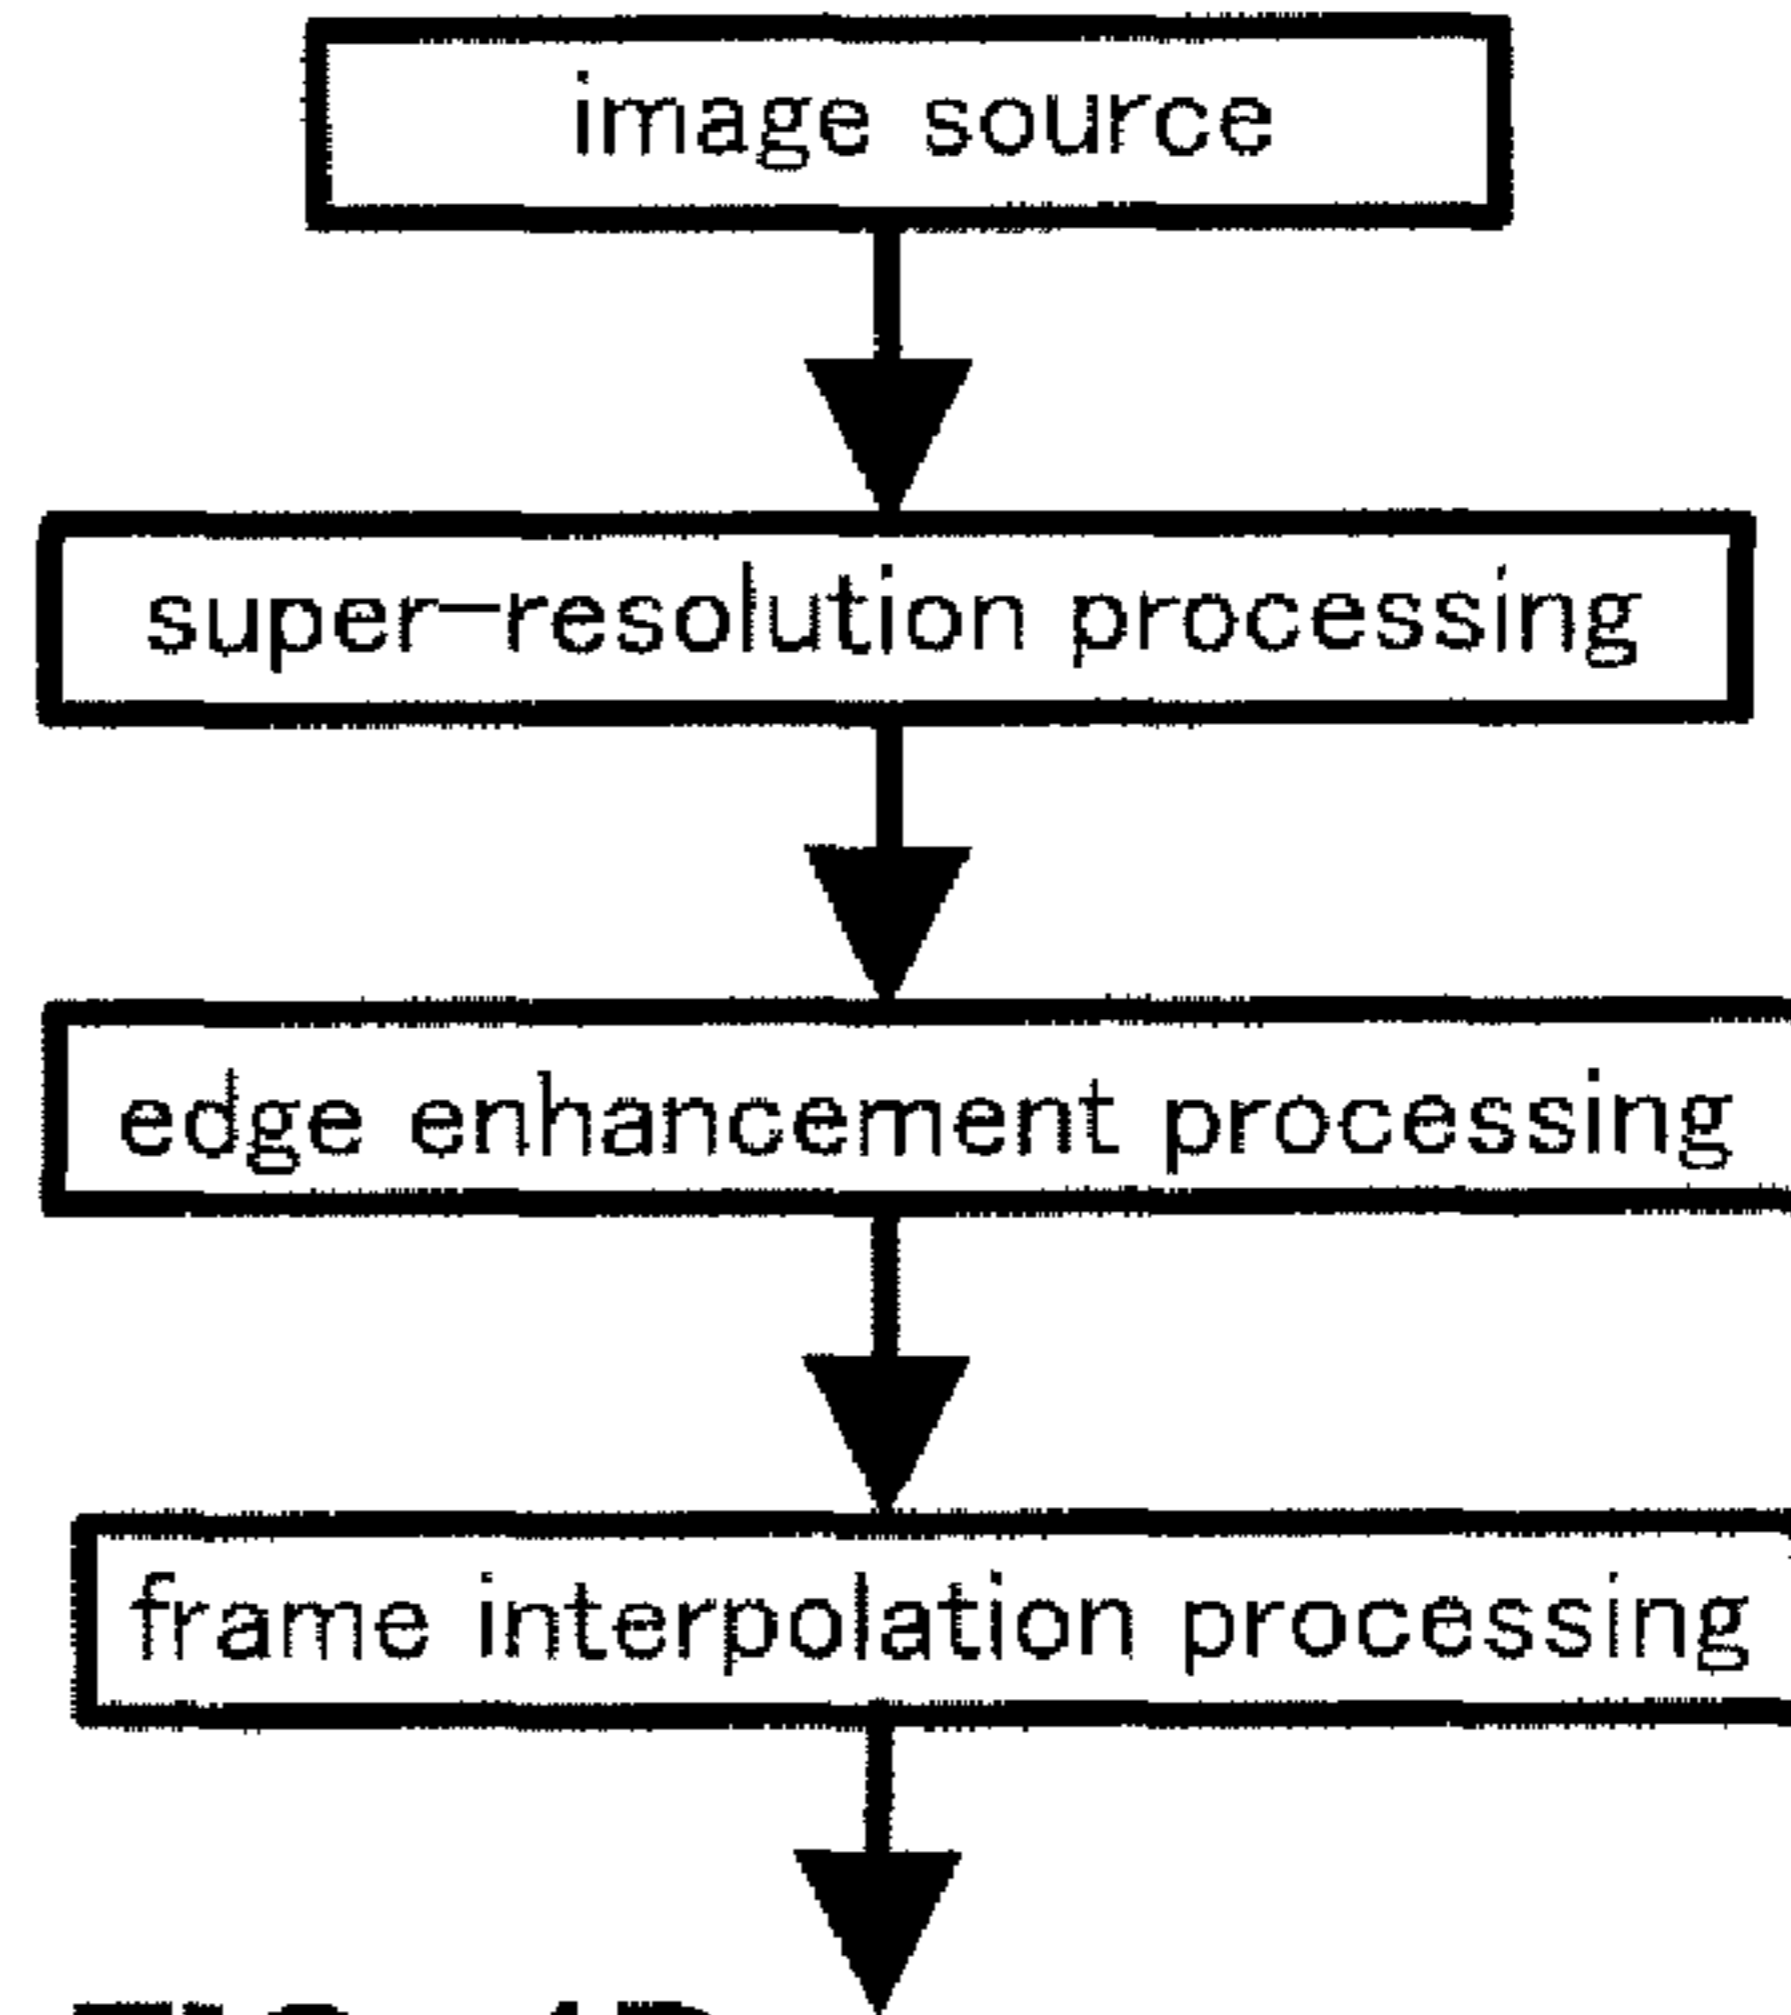 image source
super-resolution processing
edge enhancement processing
frame interpolation processing